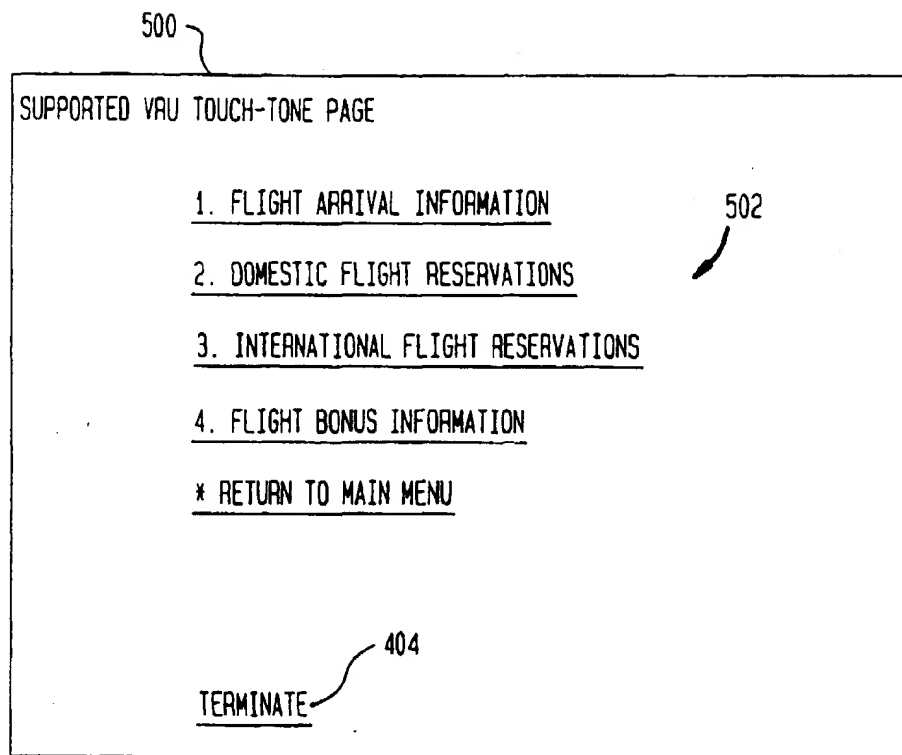 500
SUPPORTED VRU TOUCH-TONE PAGE
1. FLIGHT ARRIVAL INFORMATION
502
2. DOMESTIC FLIGHT RESERVATIONS
3. INTERNATIONAL FLIGHT RESERVATIONS
4. FLIGHT BONUS INFORMATION
* RETURN TO MAIN MENU
404
TERMINATE